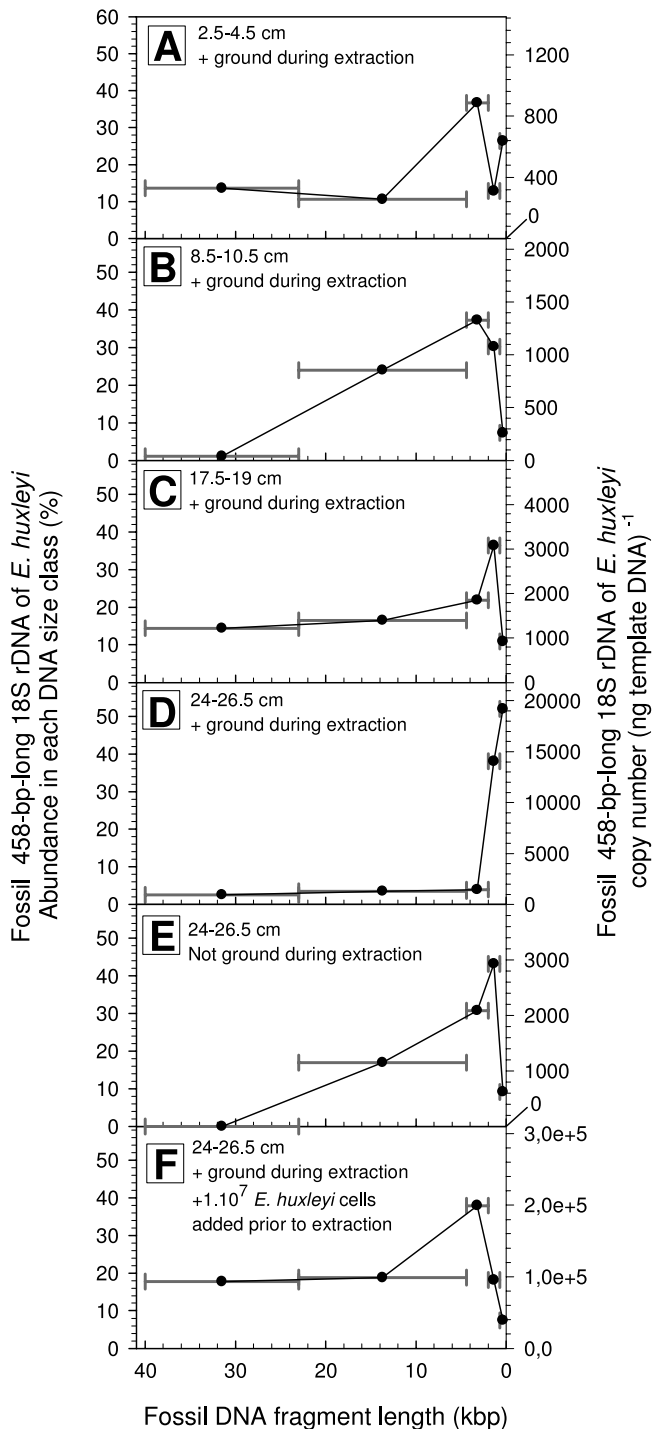 Fossil 458-bp-long 18S rDNA of E. huxleyi
Abundance in each DNA size class (%)
A
2.5-4.5 cm
+ ground during extraction
60
50
40
30
20
10
0
1200
800
400
0
B
8.5-10.5 cm
+ ground during extraction
50
40
30
20
10
0
2000
1500
1000
500
0
C
17.5-19 cm
+ ground during extraction
50
40
30
20
10
0
4000
3000
2000
1000
0
D
24-26.5 cm
+ ground during extraction
50
40
30
20
10
0
20000
15000
10000
5000
0
E
24-26.5 cm
Not ground during extraction
50
40
30
20
10
0
3000
2000
1000
0
F
24-26.5 cm
+ ground during extraction
+1.10⁷ E. huxleyi cells
added prior to extraction
50
40
30
20
10
0
3,0e+5
2,0e+5
1,0e+5
0,0
40 30 20 10 0
Fossil DNA fragment length (kbp)
Fossil 458-bp-long 18S rDNA of E. huxleyi
copy number (ng template DNA) ⁻¹